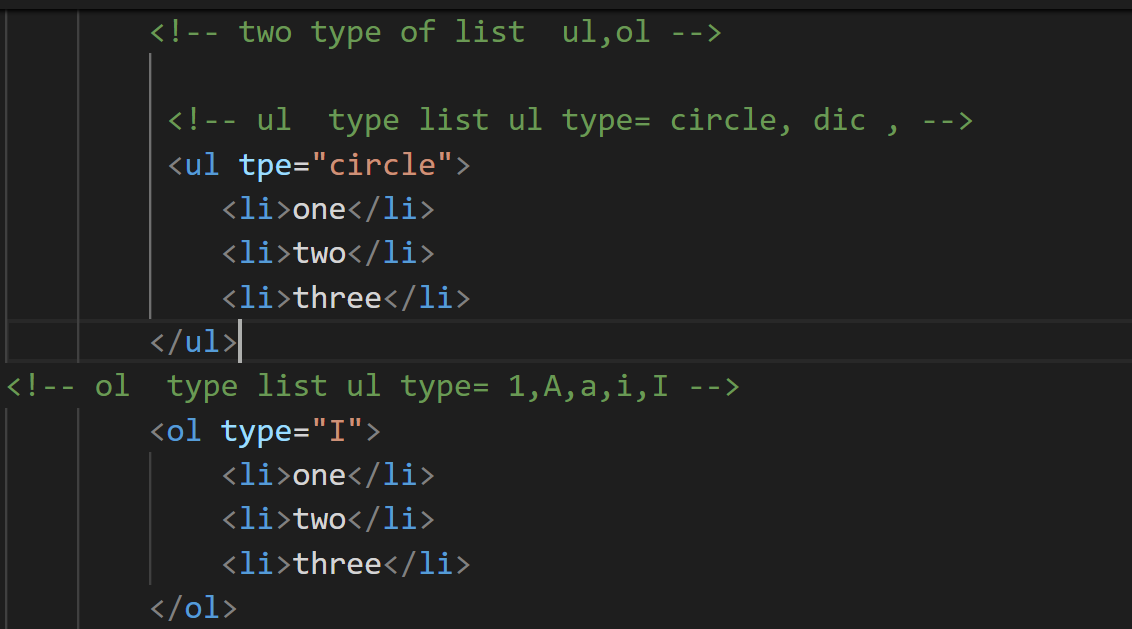 <!-- two type of list  ul,ol -->
<!-- ul  type list ul type= circle, dic , -->
<ul tpe="circle">
<li>one</li>
<li>two</li>
<li>three</li>
</ul>
<!-- ol  type list ul type= 1,A,a,i,I -->
<ol type="I">
<li>one</li>
<li>two</li>
<li>three</li>
</ol>